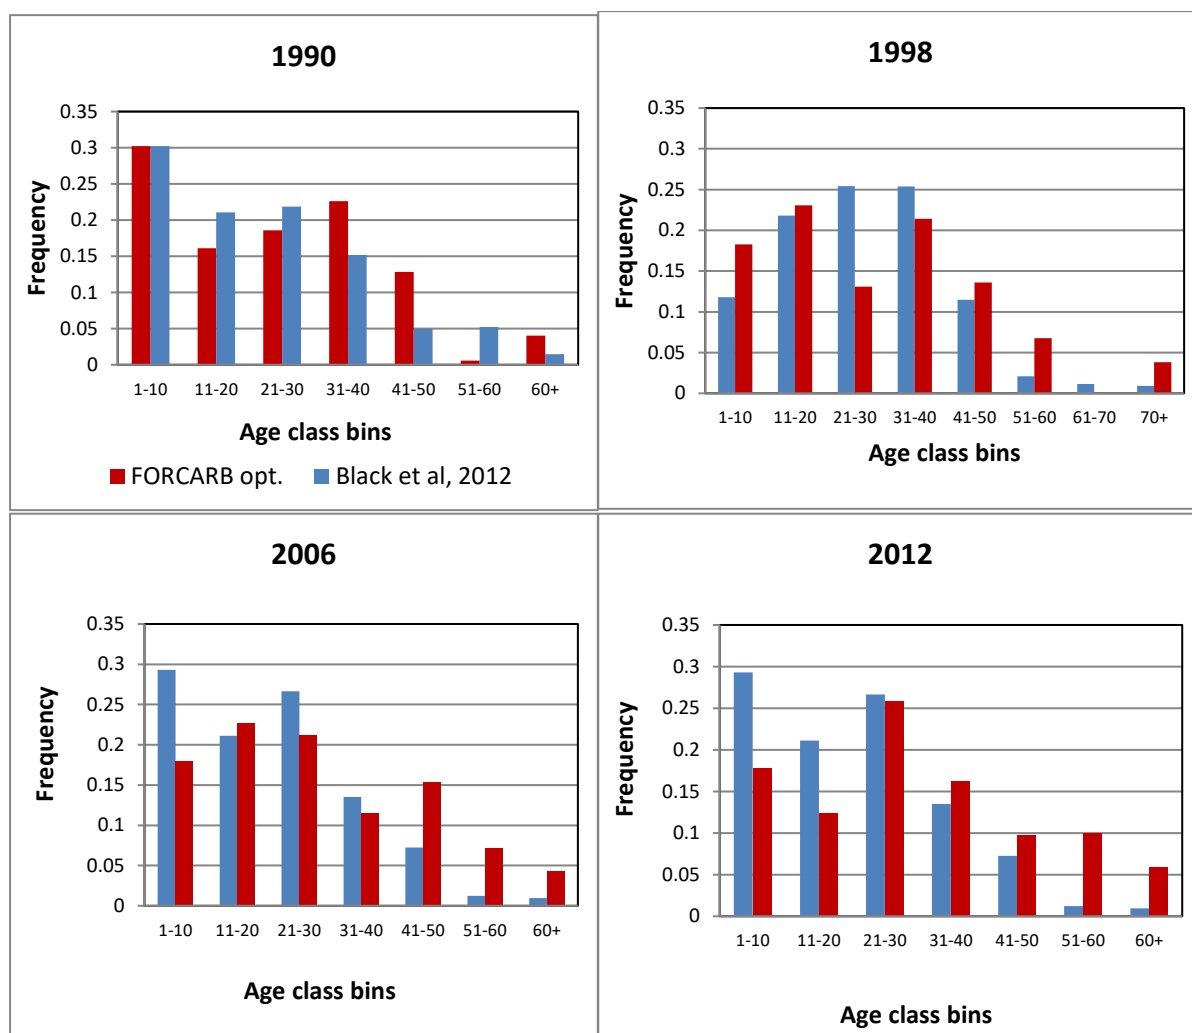 1990
Frequency
0.35
0.3
0.25
0.2
0.15
0.1
0.05
0
1-10 11-20 21-30 31-40 41-50 51-60 60+
Age class bins
FORCARB opt. Black et al, 2012
1998
Frequency
0.35
0.3
0.25
0.2
0.15
0.1
0.05
0
1-10 11-20 21-30 31-40 41-50 51-60 61-70 70+
Age class bins
2006
Frequency
0.35
0.3
0.25
0.2
0.15
0.1
0.05
0
1-10 11-20 21-30 31-40 41-50 51-60 60+
Age class bins
2012
Frequency
0.35
0.3
0.25
0.2
0.15
0.1
0.05
0
1-10 11-20 21-30 31-40 41-50 51-60 60+
Age class bins